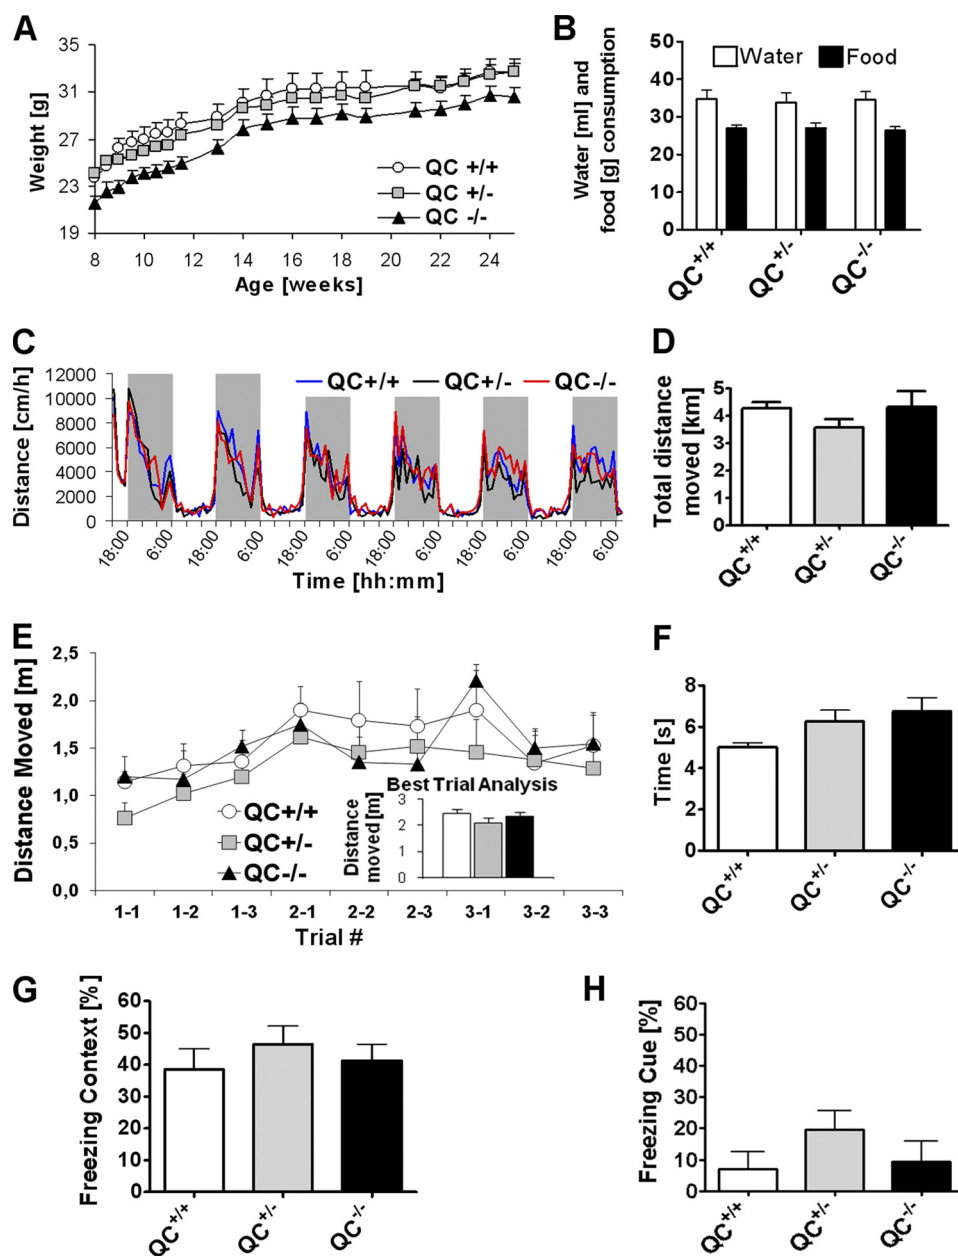 A
Weight [g]
35
31
27
23
19
QC +/+
QC +/-
QC -/-
8 10 12 14 16 18 20 22 24
Age [weeks]
B
Water [ml] and
food [g] consumption
50
40
30
20
10
0
Water Food
QC+/+ QC+/- QC-/-
C
Distance [cm/h]
12000
10000
8000
6000
4000
2000
0
QC+/+ QC+/- QC-/-
18:00 6:00 18:00 6:00 18:00 6:00 18:00 6:00 18:00 6:00 18:00 6:00
Time [hh:mm]
D
Total distance
moved [km]
5
4
3
2
1
0
QC+/+ QC+/- QC-/-
E
Distance Moved [m]
2,5
2,0
1,5
1,0
0,5
0,0
QC+/+
QC+/-
QC-/-
Best Trial Analysis
Distance
moved [m]
3
2
1
0
1-1 1-2 1-3 2-1 2-2 2-3 3-1 3-2 3-3
Trial #
F
Time [s]
8
6
4
2
0
QC+/+ QC+/- QC-/-
G
Freezing Context [%]
60
50
40
30
20
10
0
QC+/+ QC+/- QC-/-
H
Freezing Cue [%]
60
50
40
30
20
10
0
QC+/+ QC+/- QC-/-